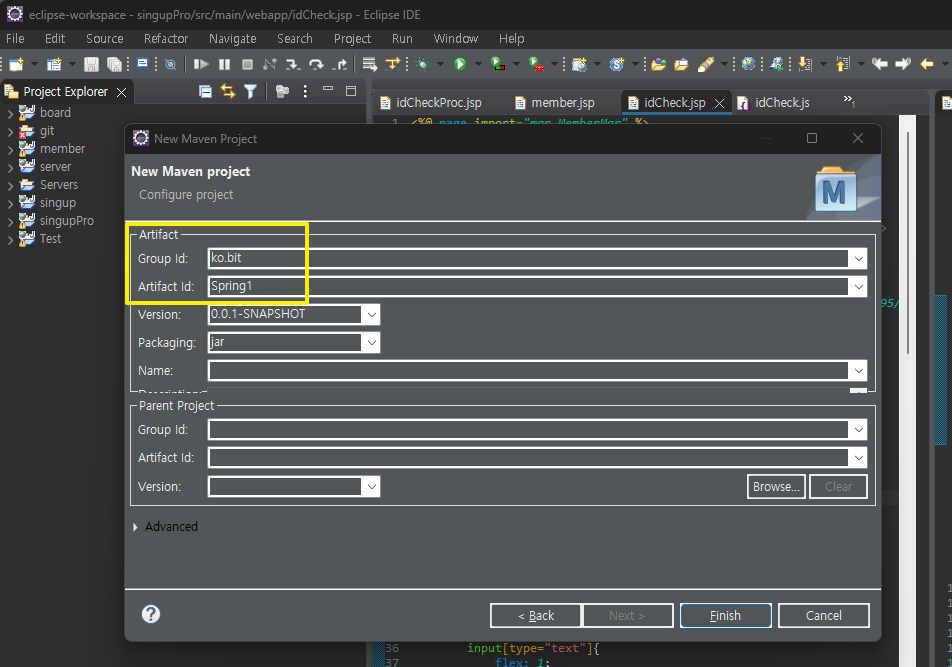 eclipse-workspace - singupPro/src/main/webapp/idCheck.jsp - Eclipse IDE
File Edit Source Refactor Navigate Search Project Run Window Help
Project Explorer
idCheckProc.jsp member.jsp idCheck.jsp idCheck.js
1
1 <%@ page import="mgs.MemberMgs" %>
board
git
member
server
Servers
singup
singupPro
Test
New Maven Project
New Maven project
Configure project
M
Artifact
Group Id: ko.bit
Artifact Id: Spring1
Version: 0.0.1-SNAPSHOT
Packaging: jar
Name:
Parent Project
Group Id:
Artifact Id:
Version:
Browse... Clear
Advanced
< Back Next > Finish Cancel
36 input[type="text"]{
37 flex: 1;